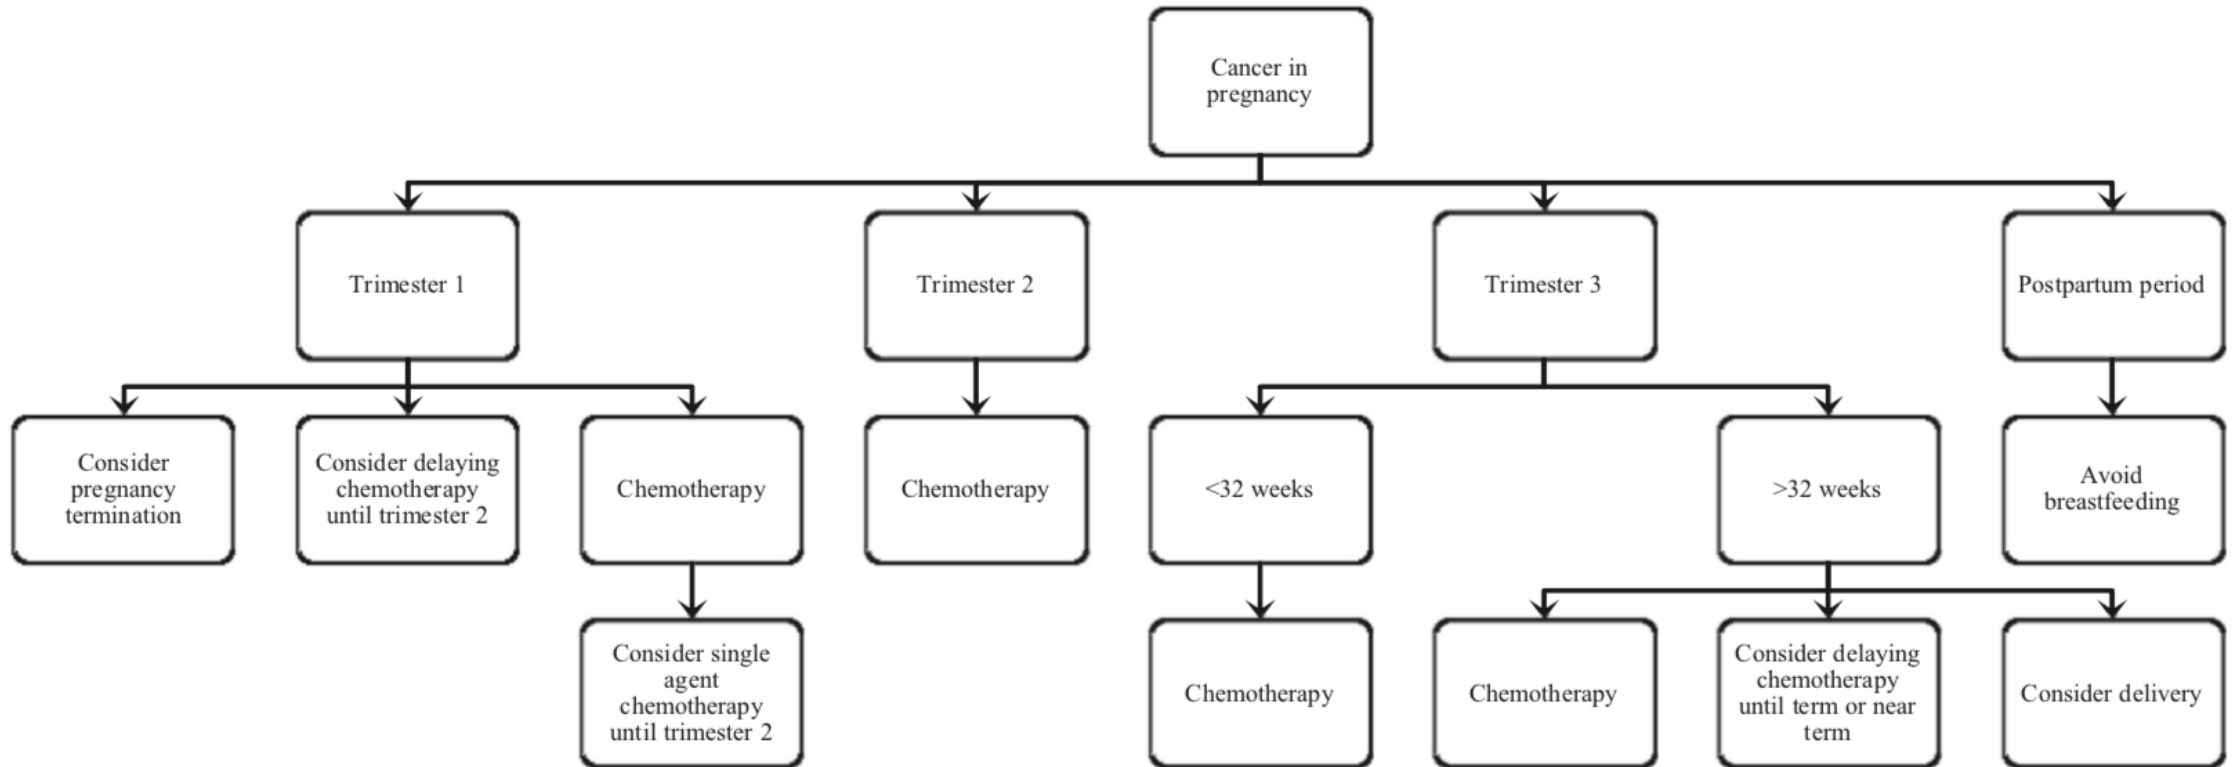 Cancer in
pregnancy
Trimester 1
Trimester 2
Trimester 3
Postpartum period
Consider
pregnancy
termination
Consider delaying
chemotherapy
until trimester 2
Chemotherapy
Chemotherapy
<32 weeks
>32 weeks
Avoid
breastfeeding
Consider single
agent
chemotherapy
until trimester 2
Chemotherapy
Chemotherapy
Consider delaying
chemotherapy
until term or near
term
Consider delivery